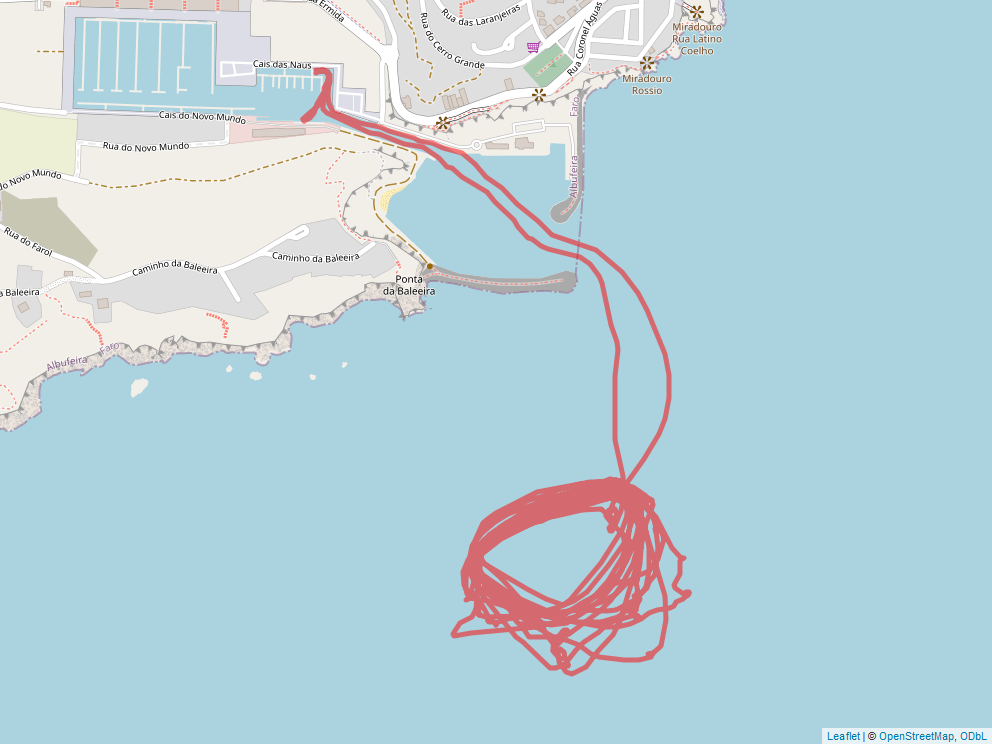 da Ermida
Rua das Laranjeiras
Rua do Cerro Grande
Rua Coronel Águas
Miradouro
Rua Latino
Coelho
Cais das Naus
Miradouro
Rossio
Faro
Cais do Novo Mundo
Rua do Novo Mundo
Albufeira
do Novo Mundo
Rua do Farol
Caminho da Baleeira
Caminho da Baleeira
Ponta
da Baleeira
a Baleeira
Albufeira
Faro
Leaflet | © OpenStreetMap, ODbL